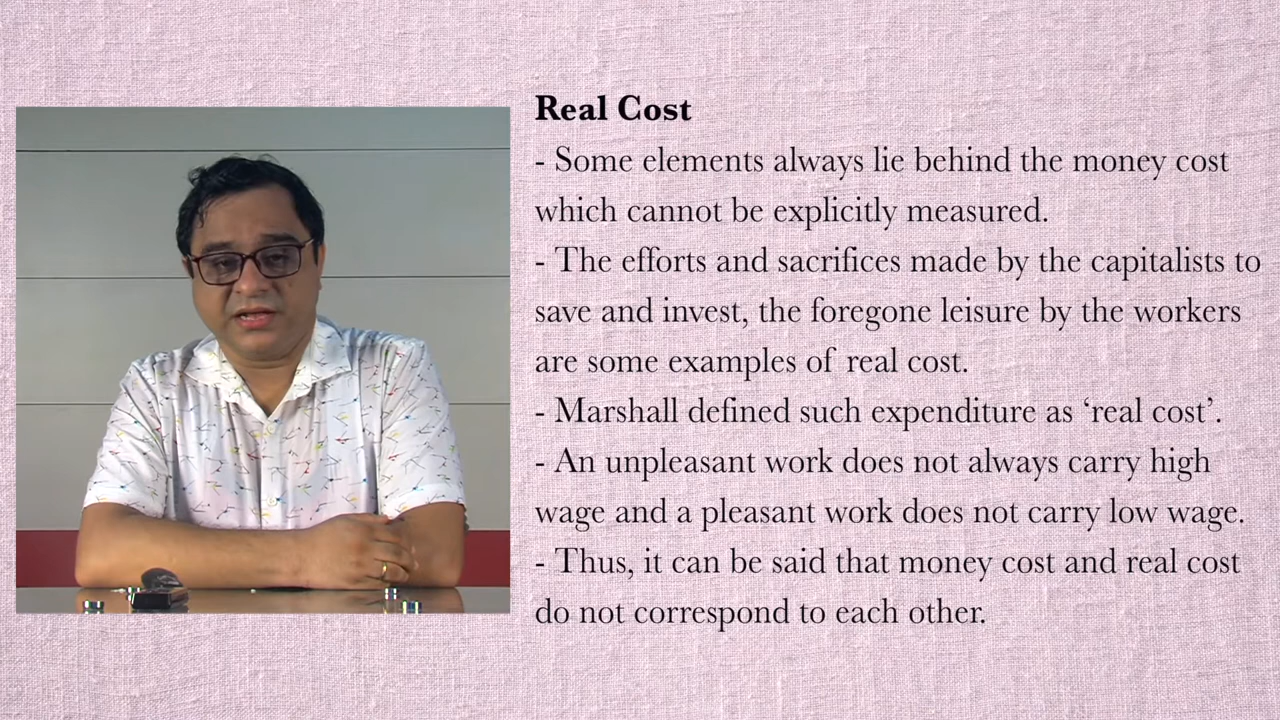 Real Cost
- Some elements always lie behind the money cost
which cannot be explicitly measured.
- The efforts and sacrifices made by the capitalists to
save and invest, the foregone leisure by the workers
are some examples of real cost.
- Marshall defined such expenditure as ‘real cost’.
- An unpleasant work does not always carry high
wage and a pleasant work does not carry low wage.
- Thus, it can be said that money cost and real cost
do not correspond to each other.